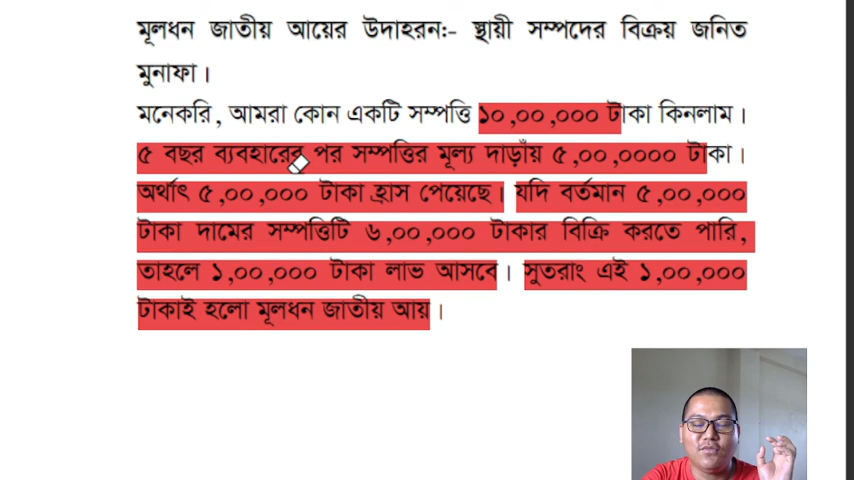 মূলধন জাতীয় আয়ের উদাহরন:- স্থায়ী সম্পদের বিক্রয় জনিত
মুনাফা।
মনেকরি, আমরা কোন একটি সম্পত্তি ১০,০০,০০০ টাকা কিনলাম।
৫ বছর ব্যবহারের পর সম্পত্তির মূল্য দাড়াঁয় ৫,০০,০০০০ টাকা।
অর্থাৎ ৫,০০,০০০ টাকা হ্রাস পেয়েছে। যদি বর্তমান ৫,০০,০০০
টাকা দামের সম্পত্তিটি ৬,০০,০০০ টাকার বিক্রি করতে পারি,
তাহলে ১,০০,০০০ টাকা লাভ আসবে। সুতরাং এই ১,০০,০০০
টাকাই হলো মূলধন জাতীয় আয়।